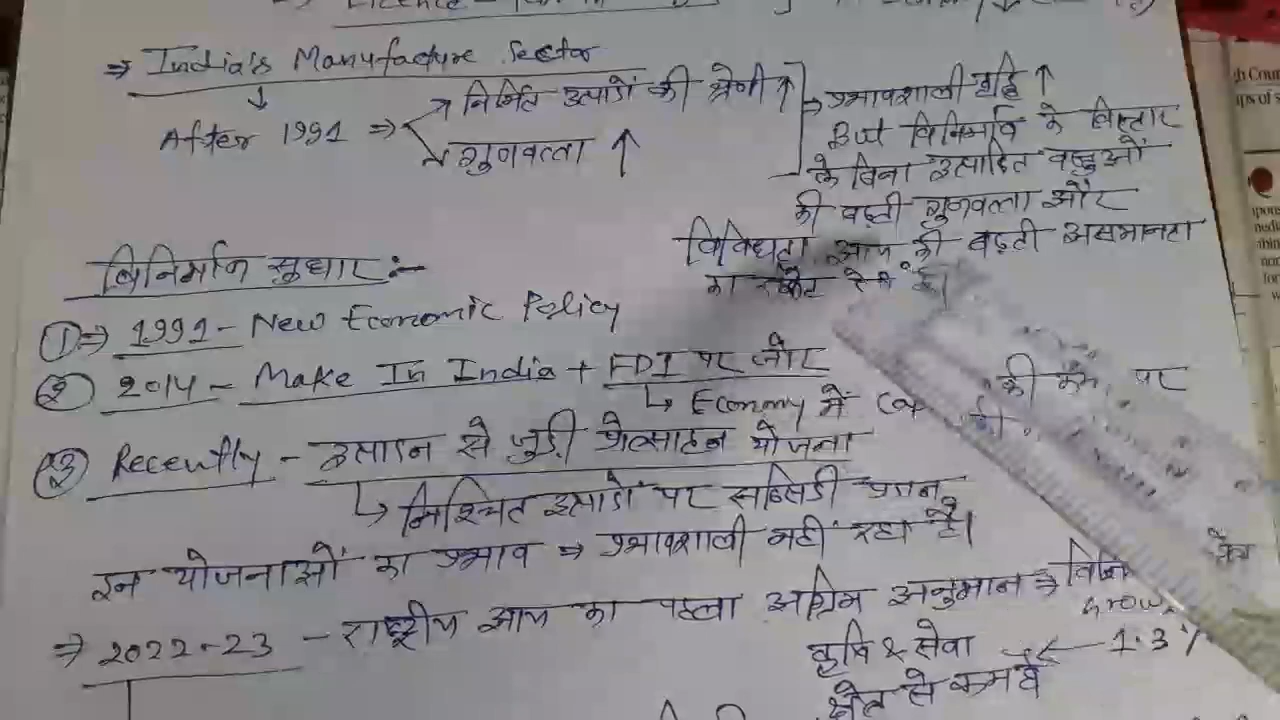 ⇒ India's Manufacture Sector
↓
After 1991 ⇒ निर्मित उत्पादों की श्रेणी ↑
गुणवत्ता ↑
⇒ प्रभावशाली वृद्धि ↑
But विनिर्माण के विस्तार
के बिना उत्पादित वस्तुओं
की बढ़ती गुणवत्ता और
विविधता आय की बढ़ती असमानता
का संकेत देती है।
विनिर्माण सुधार :-
① ⇒ 1991 - New Economic Policy
② 2014 - Make In India + FDI पर जोर
↳ Economy में की कम पर
③ Recently - उत्पादन से जुड़ी प्रोत्साहन योजना
↳ निश्चित उत्पादों पर सब्सिडी
इन योजनाओं का प्रभाव ⇒ प्रभावशाली नहीं रहा है।
⇒ 2022-23 - राष्ट्रीय आय का पहला अग्रिम अनुमान ⇒
1.3%
कृषि & सेवा
क्षेत्र से कम है